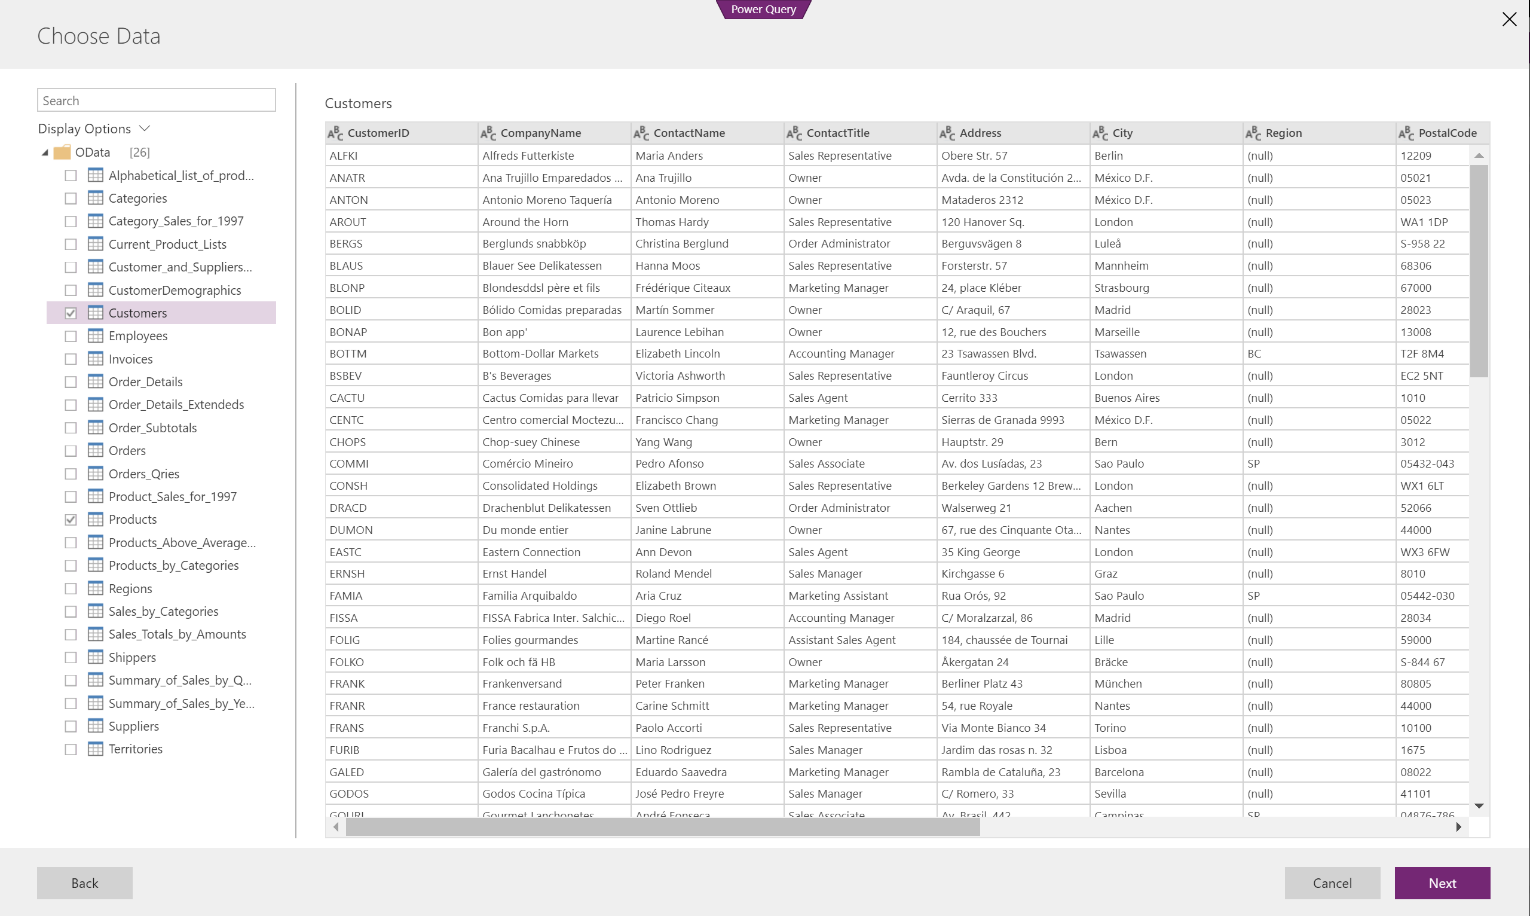 Power Query
Choose Data
Search
Display Options
OData [26]
Alphabetical_list_of_prod...
Categories
Category_Sales_for_1997
Current_Product_Lists
Customer_and_Suppliers...
CustomerDemographics
Customers
Employees
Invoices
Order_Details
Order_Details_Extendeds
Order_Subtotals
Orders
Orders_Qries
Product_Sales_for_1997
Products
Products_Above_Average...
Products_by_Categories
Regions
Sales_by_Categories
Sales_Totals_by_Amounts
Shippers
Summary_of_Sales_by_Q...
Summary_of_Sales_by_Ye...
Suppliers
Territories
Customers
ABC CustomerID ABC CompanyName ABC ContactName ABC ContactTitle ABC Address ABC City ABC Region ABC PostalCode
ALFKI Alfreds Futterkiste Maria Anders Sales Representative Obere Str. 57 Berlin (null) 12209
ANATR Ana Trujillo Emparedados ... Ana Trujillo Owner Avda. de la Constitución 2... México D.F. (null) 05021
ANTON Antonio Moreno Taquería Antonio Moreno Owner Mataderos 2312 México D.F. (null) 05023
AROUT Around the Horn Thomas Hardy Sales Representative 120 Hanover Sq. London (null) WA1 1DP
BERGS Berglunds snabbköp Christina Berglund Order Administrator Berguvsvägen 8 Luleå (null) S-958 22
BLAUS Blauer See Delikatessen Hanna Moos Sales Representative Forsterstr. 57 Mannheim (null) 68306
BLONP Blondesddsl père et fils Frédérique Citeaux Marketing Manager 24, place Kléber Strasbourg (null) 67000
BOLID Bólido Comidas preparadas Martín Sommer Owner C/ Araquil, 67 Madrid (null) 28023
BONAP Bon app' Laurence Lebihan Owner 12, rue des Bouchers Marseille (null) 13008
BOTTM Bottom-Dollar Markets Elizabeth Lincoln Accounting Manager 23 Tsawassen Blvd. Tsawassen BC T2F 8M4
BSBEV B's Beverages Victoria Ashworth Sales Representative Fauntleroy Circus London (null) EC2 5NT
CACTU Cactus Comidas para llevar Patricio Simpson Sales Agent Cerrito 333 Buenos Aires (null) 1010
CENTC Centro comercial Moctezu... Francisco Chang Marketing Manager Sierras de Granada 9993 México D.F. (null) 05022
CHOPS Chop-suey Chinese Yang Wang Owner Hauptstr. 29 Bern (null) 3012
COMMI Comércio Mineiro Pedro Afonso Sales Associate Av. dos Lusíadas, 23 Sao Paulo SP 05432-043
CONSH Consolidated Holdings Elizabeth Brown Sales Representative Berkeley Gardens 12 Brew... London (null) WX1 6LT
DRACD Drachenblut Delikatessen Sven Ottlieb Order Administrator Walserweg 21 Aachen (null) 52066
DUMON Du monde entier Janine Labrune Owner 67, rue des Cinquante Ota... Nantes (null) 44000
EASTC Eastern Connection Ann Devon Sales Agent 35 King George London (null) WX3 6FW
ERNSH Ernst Handel Roland Mendel Sales Manager Kirchgasse 6 Graz (null) 8010
FAMIA Familia Arquibaldo Aria Cruz Marketing Assistant Rua Orós, 92 Sao Paulo SP 05442-030
FISSA FISSA Fabrica Inter. Salchic... Diego Roel Accounting Manager C/ Moralzarzal, 86 Madrid (null) 28034
FOLIG Folies gourmandes Martine Rancé Assistant Sales Agent 184, chaussée de Tournai Lille (null) 59000
FOLKO Folk och fä HB Maria Larsson Owner Åkergatan 24 Bräcke (null) S-844 67
FRANK Frankenversand Peter Franken Marketing Manager Berliner Platz 43 München (null) 80805
FRANR France restauration Carine Schmitt Marketing Manager 54, rue Royale Nantes (null) 44000
FRANS Franchi S.p.A. Paolo Accorti Sales Representative Via Monte Bianco 34 Torino (null) 10100
FURIB Furia Bacalhau e Frutos do ... Lino Rodriguez Sales Manager Jardim das rosas n. 32 Lisboa (null) 1675
GALED Galería del gastrónomo Eduardo Saavedra Marketing Manager Rambla de Cataluña, 23 Barcelona (null) 08022
GODOS Godos Cocina Típica José Pedro Freyre Sales Manager C/ Romero, 33 Sevilla (null) 41101
GOURL Gourmet Lanchonetes André Fonseca Sales Associate Av. Brasil, 442 Campinas SP 04876-786
Back
Cancel
Next